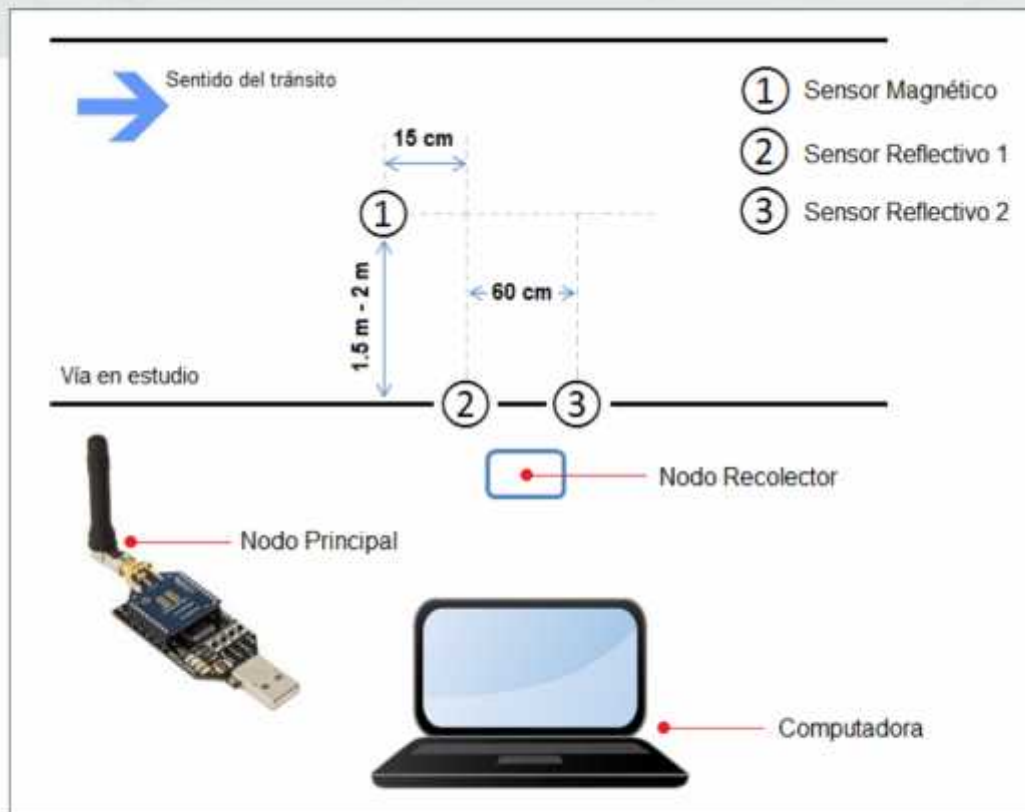 Sentido del tránsito
1 Sensor Magnético
2 Sensor Reflectivo 1
3 Sensor Reflectivo 2
15 cm
1
1.5 m - 2 m
60 cm
Vía en estudio
2
3
Nodo Recolector
Nodo Principal
Computadora